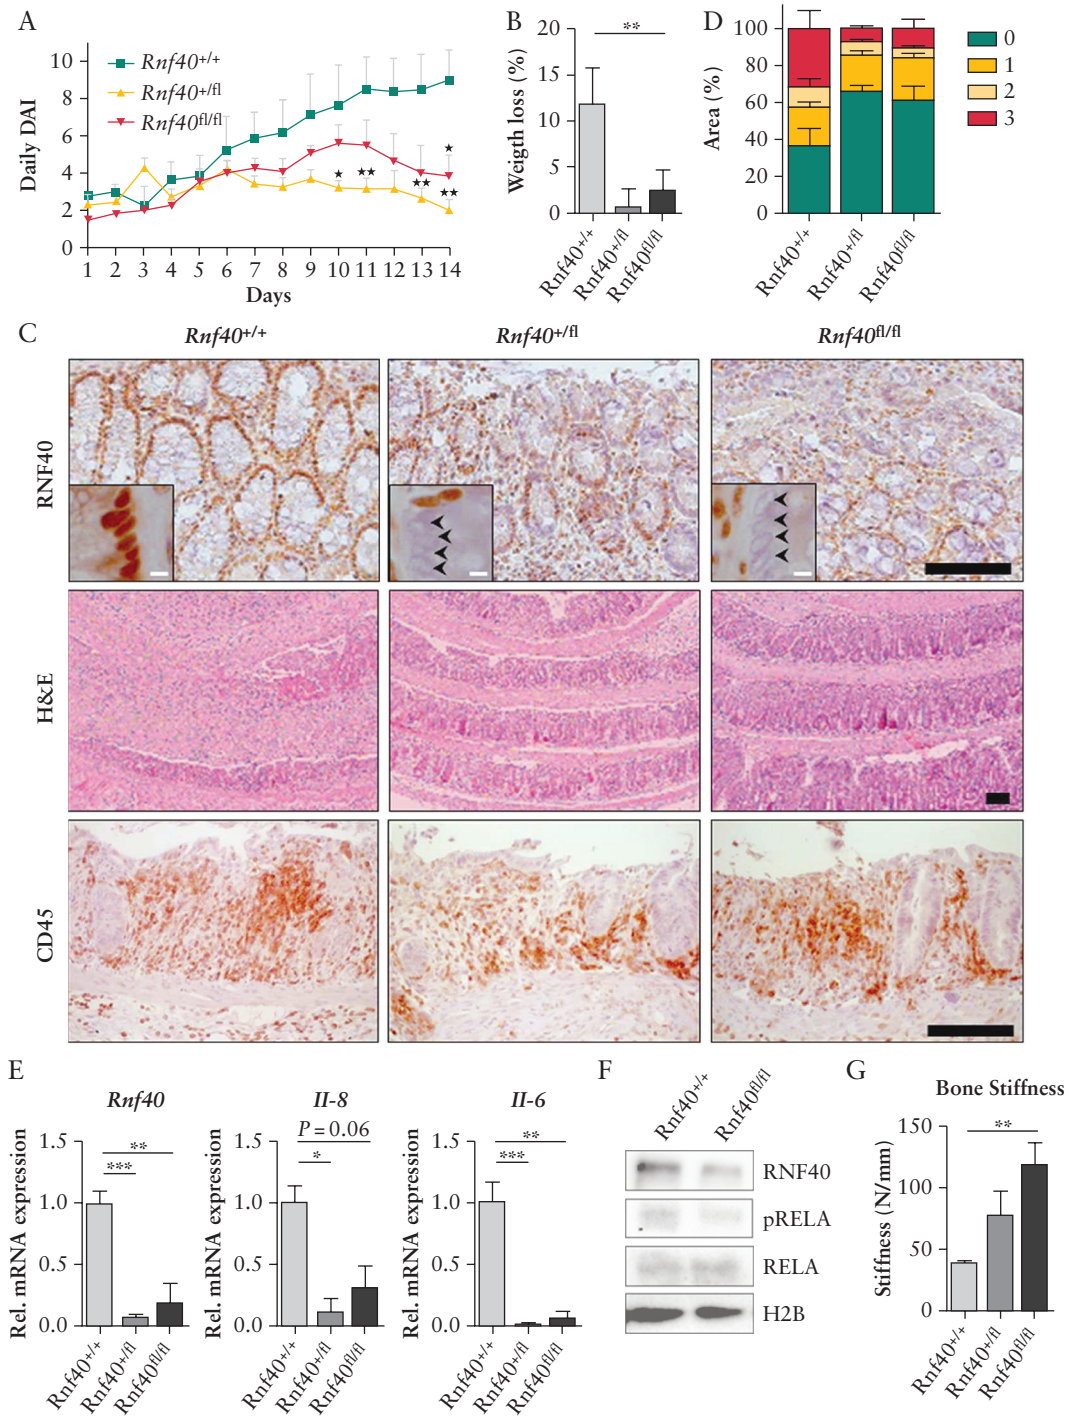 A
Daily DAI
10
8
6
4
2
0
Rnf40+/+
Rnf40+/fl
Rnf40fl/fl
★
★★
★★
★
★★
1 2 3 4 5 6 7 8 9 10 11 12 13 14
Days
B
Weigth loss (%)
20
15
10
5
0
**
Rnf40+/+
Rnf40+/fl
Rnf40fl/fl
D
Area (%)
100
80
60
40
20
0
0
1
2
3
Rnf40+/+
Rnf40+/fl
Rnf40fl/fl
C
Rnf40+/+ Rnf40+/fl Rnf40fl/fl
RNF40
H&E
CD45
E
Rnf40
Rel. mRNA expression
1.5
1.0
0.5
0.0
**
***
Rnf40+/+
Rnf40+/fl
Rnf40fl/fl
Il-8
Rel. mRNA expression
1.5
1.0
0.5
0.0
P = 0.06
*
Rnf40+/+
Rnf40+/fl
Rnf40fl/fl
Il-6
Rel. mRNA expression
1.5
1.0
0.5
0.0
**
***
Rnf40+/+
Rnf40+/fl
Rnf40fl/fl
F
Rnf40+/+
Rnf40fl/fl
RNF40
pRELA
RELA
H2B
G
Bone Stiffness
Stiffness (N/mm)
150
100
50
0
**
Rnf40+/+
Rnf40+/fl
Rnf40fl/fl